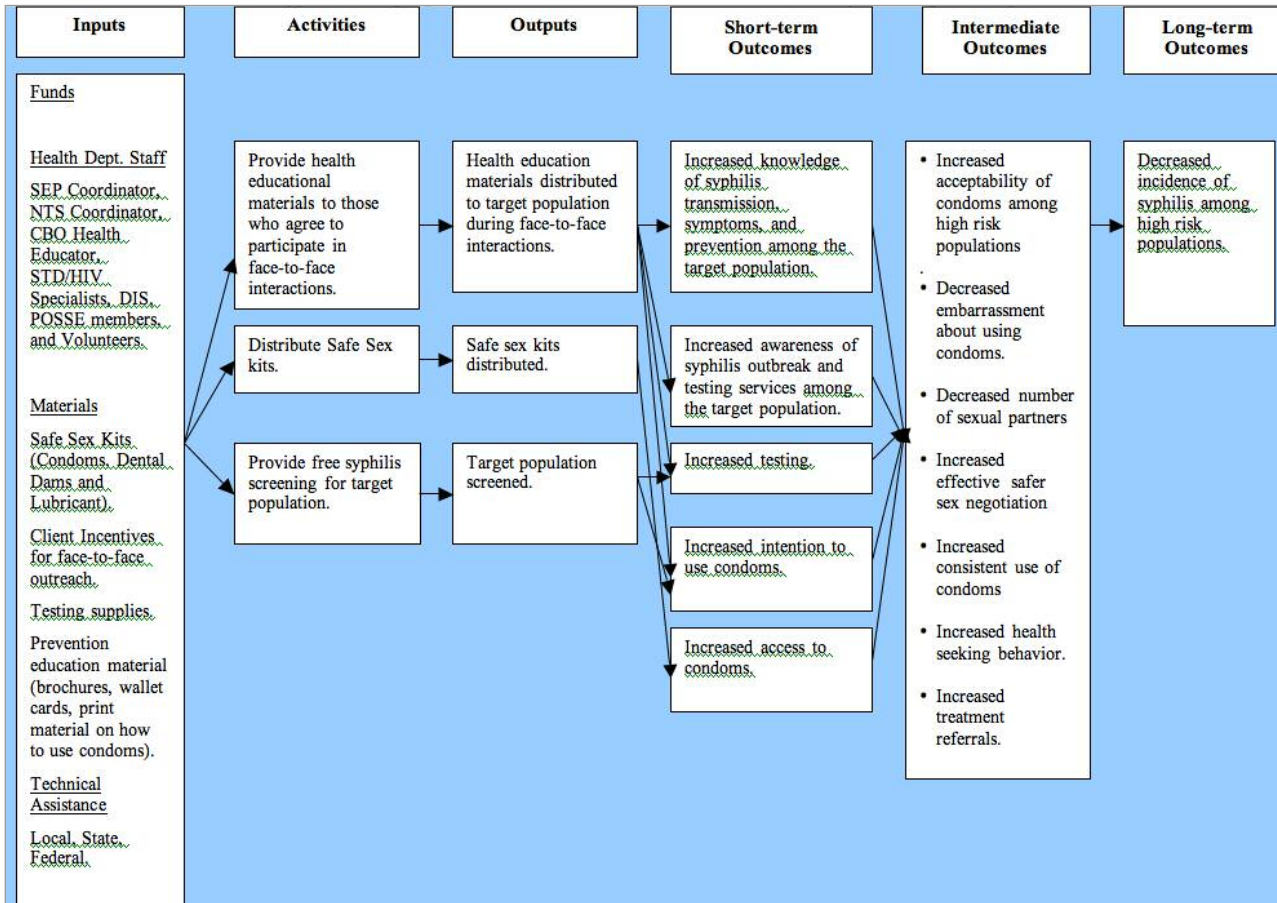 Inputs
Activities
Outputs
Short-term
Outcomes
Intermediate
Outcomes
Long-term
Outcomes
Funds
Health Dept. Staff
SEP Coordinator,
NTS Coordinator,
CBO Health
Educator,
STD/HIV
Specialists, DIS,
POSSE members,
and Volunteers.
Materials
Safe Sex Kits
(Condoms, Dental
Dams and
Lubricant).
Client Incentives
for face-to-face
outreach.
Testing supplies.
Prevention
education material
(brochures, wallet
cards, print
material on how
to use condoms).
Technical
Assistance
Local, State,
Federal.
Provide health
educational
materials to those
who agree to
participate in
face-to-face
interactions.
Distribute Safe Sex
kits.
Provide free syphilis
screening for target
population.
Health education
materials distributed
to target population
during face-to-face
interactions.
Safe sex kits
distributed.
Target population
screened.
Increased knowledge
of syphilis
transmission,
symptoms, and
prevention among the
target population.
Increased awareness of
syphilis outbreak and
testing services among
the target population.
Increased testing.
Increased intention to
use condoms.
Increased access to
condoms.
• Increased
acceptability of
condoms among
high risk
populations
.
• Decreased
embarrassment
about using
condoms.
• Decreased number
of sexual partners
• Increased
effective safer
sex negotiation
• Increased
consistent use of
condoms
• Increased health
seeking behavior.
• Increased
treatment
referrals.
Decreased
incidence of
syphilis among
high risk
populations.